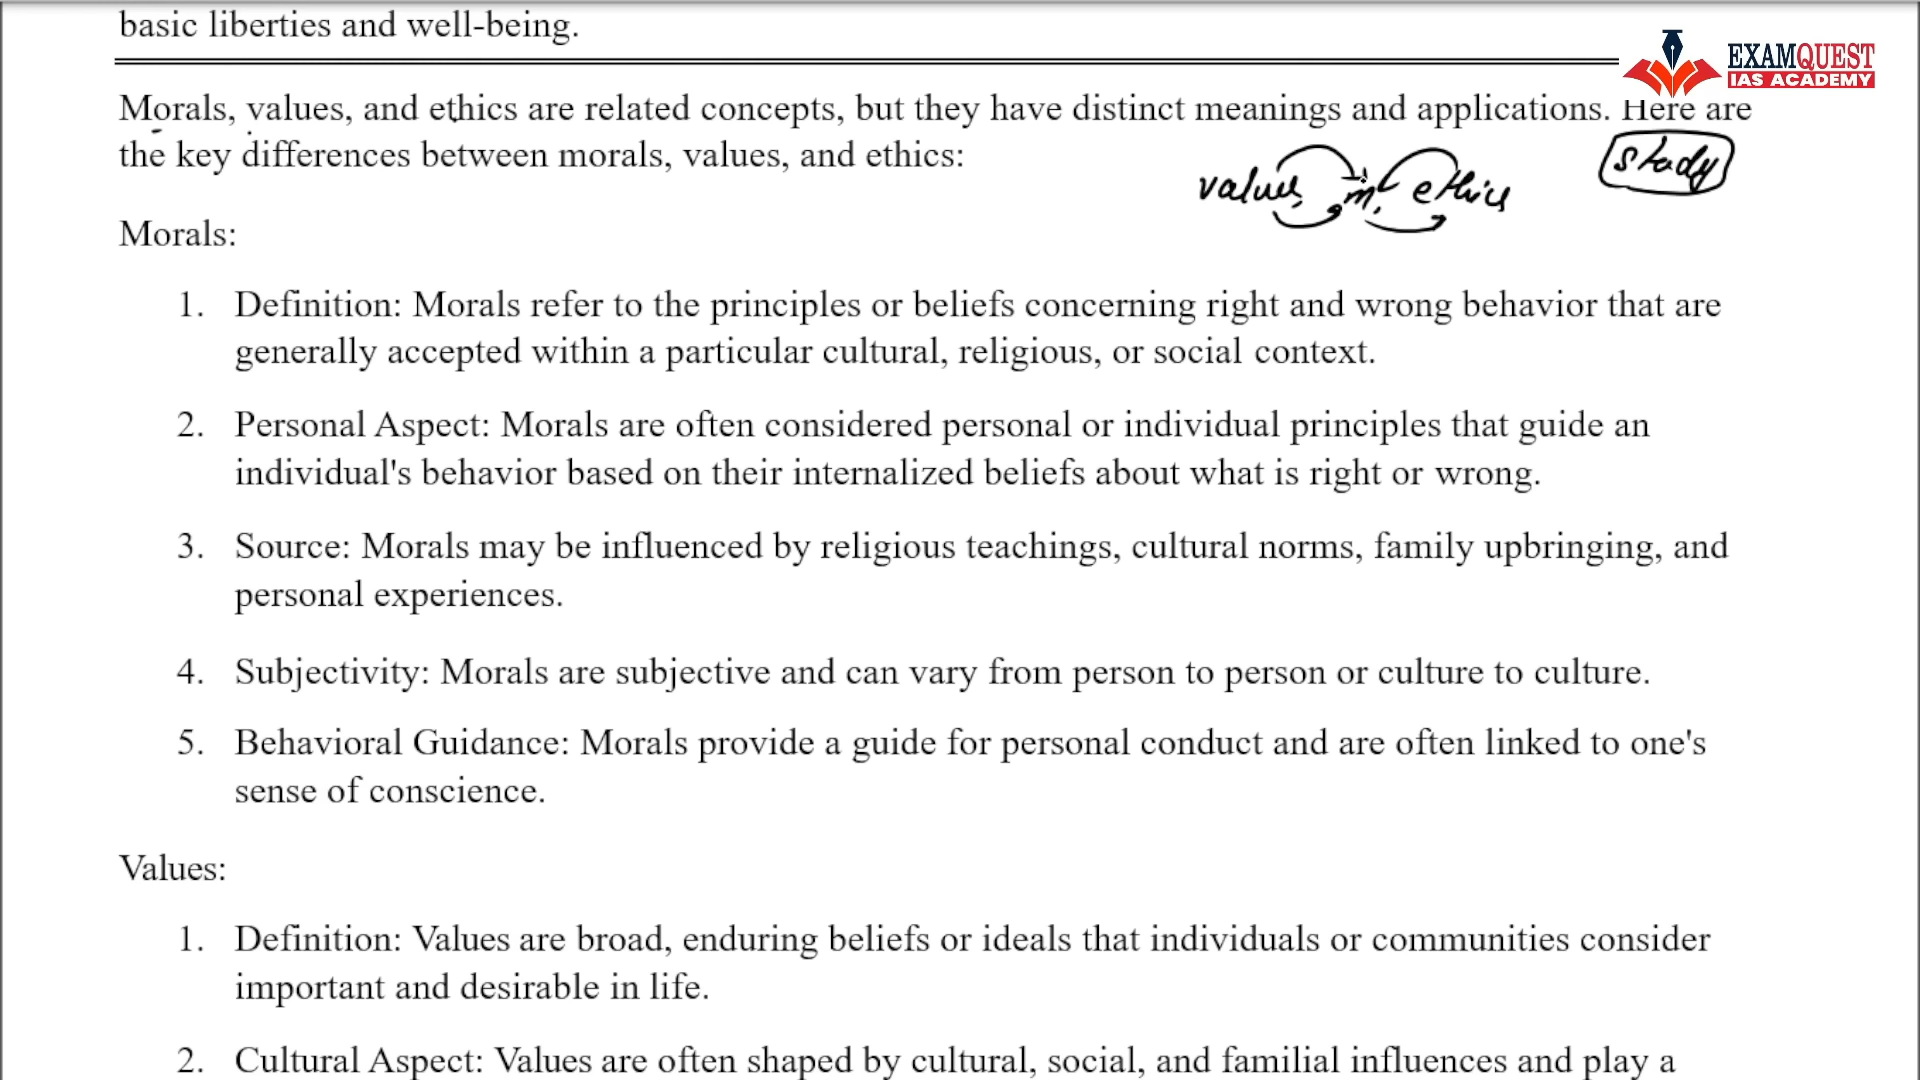 basic liberties and well-being.
EXAMQUEST
IAS ACADEMY
Morals, values, and ethics are related concepts, but they have distinct meanings and applications. Here are
the key differences between morals, values, and ethics:
study
values, m, ethics
Morals:
1. Definition: Morals refer to the principles or beliefs concerning right and wrong behavior that are
generally accepted within a particular cultural, religious, or social context.
2. Personal Aspect: Morals are often considered personal or individual principles that guide an
individual's behavior based on their internalized beliefs about what is right or wrong.
3. Source: Morals may be influenced by religious teachings, cultural norms, family upbringing, and
personal experiences.
4. Subjectivity: Morals are subjective and can vary from person to person or culture to culture.
5. Behavioral Guidance: Morals provide a guide for personal conduct and are often linked to one's
sense of conscience.
Values:
1. Definition: Values are broad, enduring beliefs or ideals that individuals or communities consider
important and desirable in life.
2. Cultural Aspect: Values are often shaped by cultural, social, and familial influences and play a